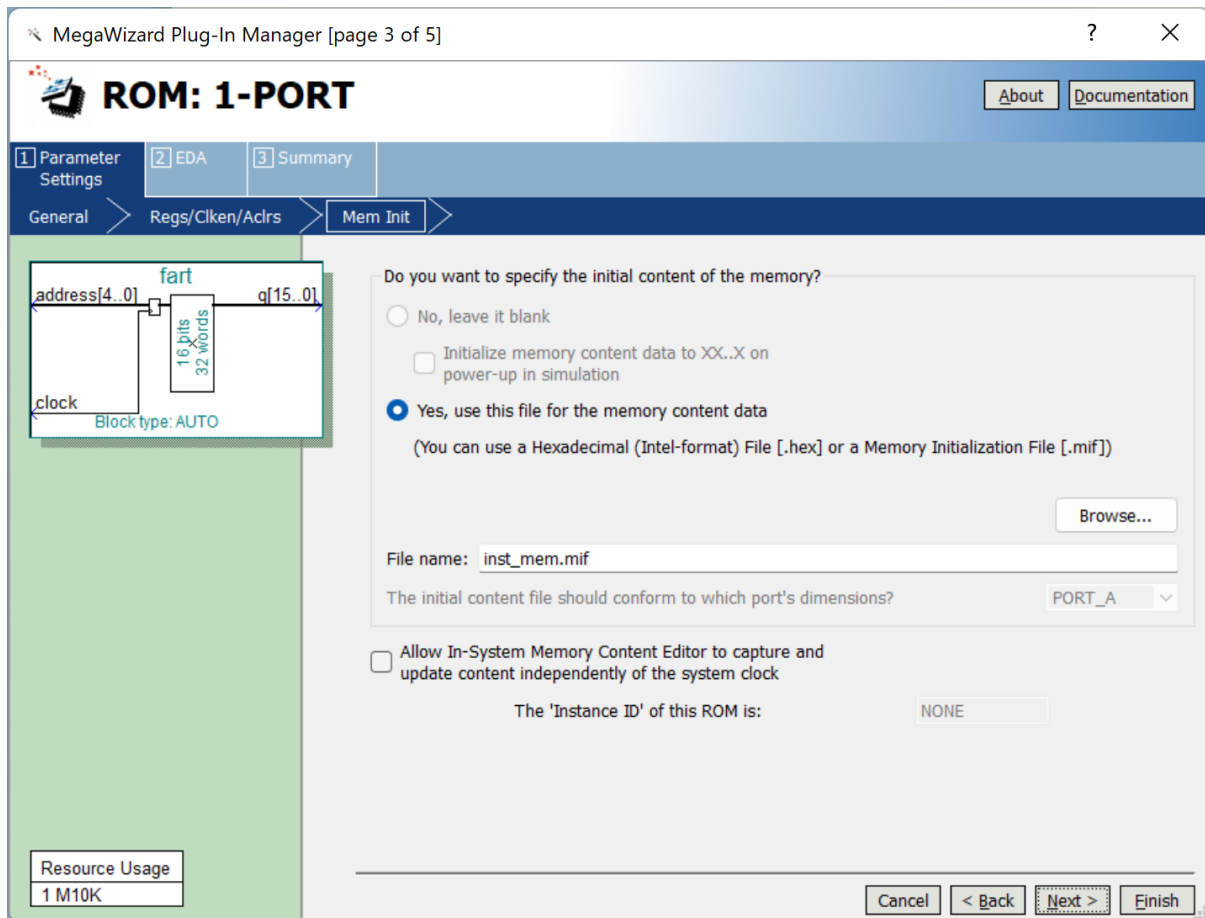 MegaWizard Plug-In Manager [page 3 of 5]
?
ROM: 1-PORT
About
Documentation
1 Parameter Settings
2 EDA
3 Summary
General
Regs/Clken/Aclrs
Mem Init
fart
address[4..0]
q[15..0]
16 bits
32 words
clock
Block type: AUTO
Do you want to specify the initial content of the memory?
No, leave it blank
Initialize memory content data to XX..X on
power-up in simulation
Yes, use this file for the memory content data
(You can use a Hexadecimal (Intel-format) File [.hex] or a Memory Initialization File [.mif])
Browse...
File name: inst_mem.mif
The initial content file should conform to which port's dimensions? PORT_A
Allow In-System Memory Content Editor to capture and
update content independently of the system clock
The 'Instance ID' of this ROM is: NONE
Resource Usage
1 M10K
Cancel
< Back
Next >
Finish